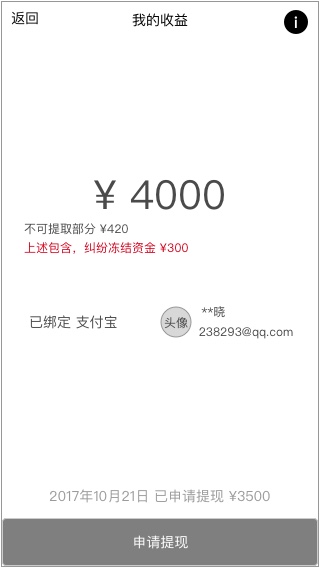 返回
我的收益
i
¥ 4000
不可提取部分 ¥420
上述包含，纠纷冻结资金 ¥300
已绑定 支付宝
头像
**晓
238293@qq.com
2017年10月21日 已申请提现 ¥3500
申请提现